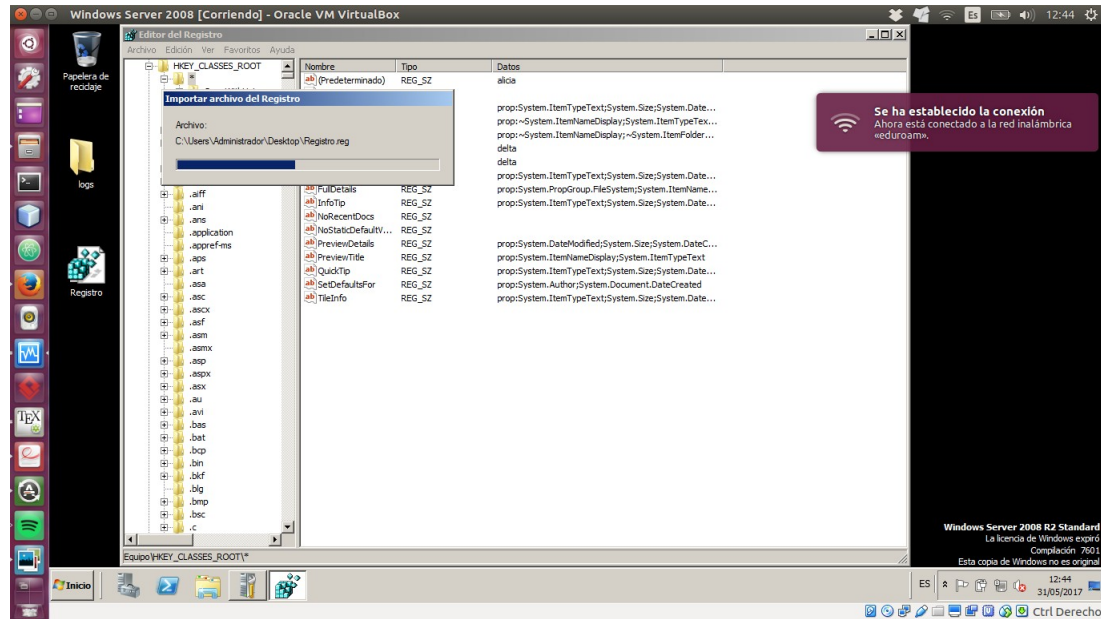 Windows Server 2008 [Corriendo] - Oracle VM VirtualBox
Es
12:44
Papelera de reciclaje
logs
Registro
Editor del Registro
Archivo Edición Ver Favoritos Ayuda
HKEY_CLASSES_ROOT
*
Importar archivo del Registro
Archivo:
C:\Users\Administrador\Desktop\Registro.reg
.aiff
.ani
.ans
.application
.appref-ms
.aps
.art
.asa
.asc
.ascx
.asf
.asm
.asmx
.asp
.aspx
.asx
.au
.avi
.bas
.bat
.bcp
.bin
.bkf
.blg
.bmp
.bsc
.c
Nombre Tipo Datos
(Predeterminado) REG_SZ alicia
prop:System.ItemTypeText;System.Size;System.Date...
prop:~System.ItemNameDisplay;System.ItemTypeTex...
prop:~System.ItemNameDisplay;~System.ItemFolder...
delta
delta
prop:System.ItemTypeText;System.Size;System.Date...
FullDetails REG_SZ prop:System.PropGroup.FileSystem;System.ItemName...
InfoTip REG_SZ prop:System.ItemTypeText;System.Size;System.Date...
NoRecentDocs REG_SZ
NoStaticDefaultV... REG_SZ
PreviewDetails REG_SZ prop:System.DateModified;System.Size;System.DateC...
PreviewTitle REG_SZ prop:System.ItemNameDisplay;System.ItemTypeText
QuickTip REG_SZ prop:System.ItemTypeText;System.Size;System.Date...
SetDefaultsFor REG_SZ prop:System.Author;System.Document.DateCreated
TileInfo REG_SZ prop:System.ItemTypeText;System.Size;System.Date...
Equipo\HKEY_CLASSES_ROOT\*
Se ha establecido la conexión
Ahora está conectado a la red inalámbrica
«eduroam».
Windows Server 2008 R2 Standard
La licencia de Windows expiró
Compilación 7601
Esta copia de Windows no es original
TEX
Inicio
ES
12:44
31/05/2017
Ctrl Derecho